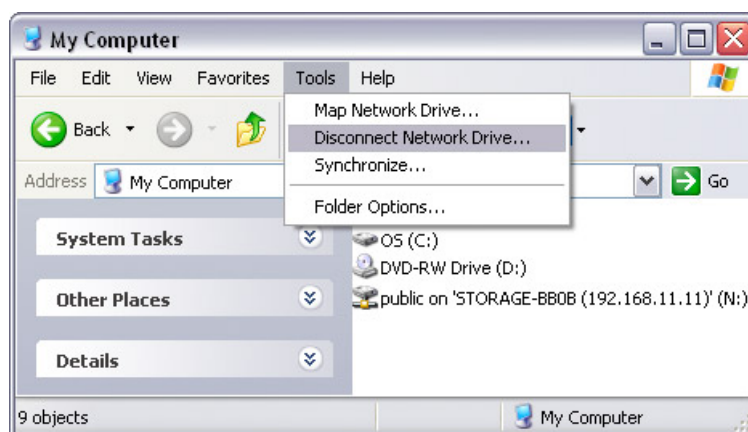 My Computer
File Edit View Favorites Tools Help
Map Network Drive...
Back
Disconnect Network Drive...
Synchronize...
Address My Computer
Go
Folder Options...
System Tasks
OS (C:)
DVD-RW Drive (D:)
Other Places
public on 'STORAGE-BB0B (192.168.11.11)' (N:)
Details
9 objects
My Computer